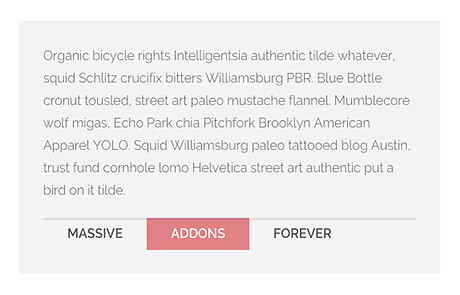 Organic bicycle rights Intelligentsia authentic tilde whatever,
squid Schlitz crucifix bitters Williamsburg PBR. Blue Bottle
cronut tousled, street art paleo mustache flannel. Mumblecore
wolf migas, Echo Park chia Pitchfork Brooklyn American
Apparel YOLO. Squid Williamsburg paleo tattooed blog Austin,
trust fund cornhole lomo Helvetica street art authentic put a
bird on it tilde.
MASSIVE ADDONS FOREVER